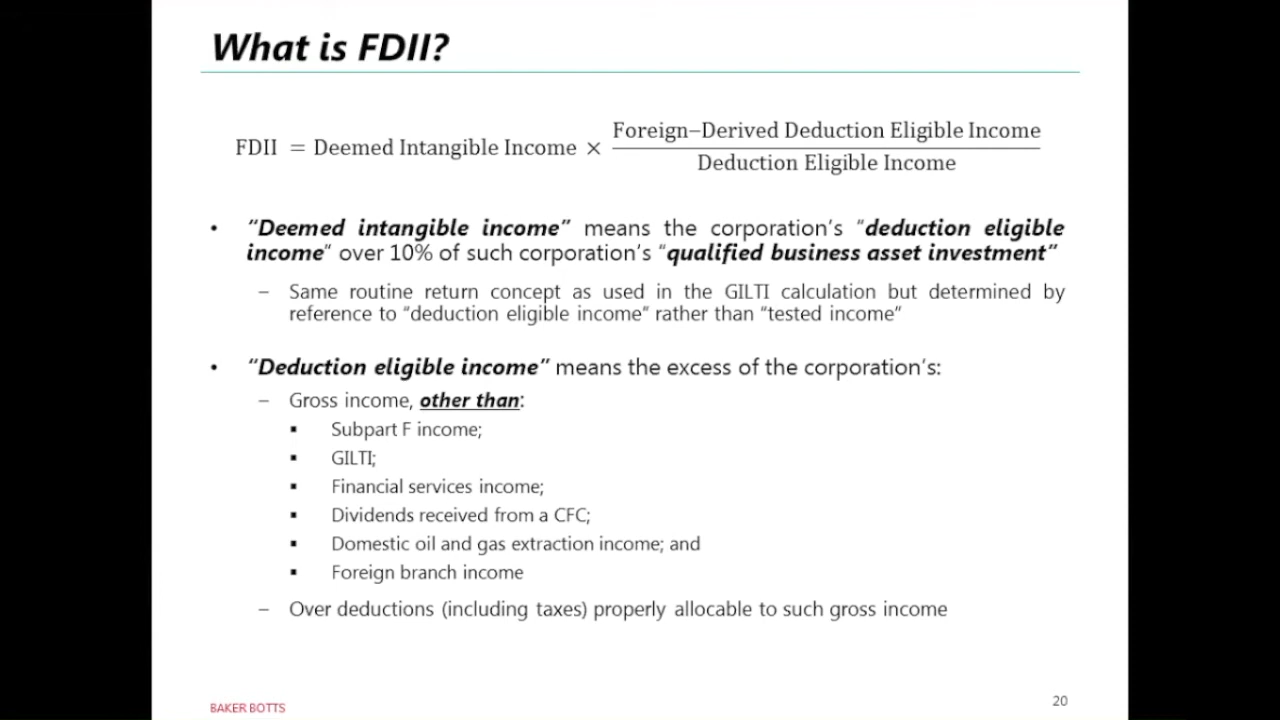 What is FDII?
FDII = Deemed Intangible Income × Foreign–Derived Deduction Eligible Income
Deduction Eligible Income
• "Deemed intangible income" means the corporation's "deduction eligible
income" over 10% of such corporation's "qualified business asset investment"
– Same routine return concept as used in the GILTI calculation but determined by
reference to "deduction eligible income" rather than "tested income"
• "Deduction eligible income" means the excess of the corporation's:
– Gross income, other than:
▪ Subpart F income;
▪ GILTI;
▪ Financial services income;
▪ Dividends received from a CFC;
▪ Domestic oil and gas extraction income; and
▪ Foreign branch income
– Over deductions (including taxes) properly allocable to such gross income
BAKER BOTTS
20